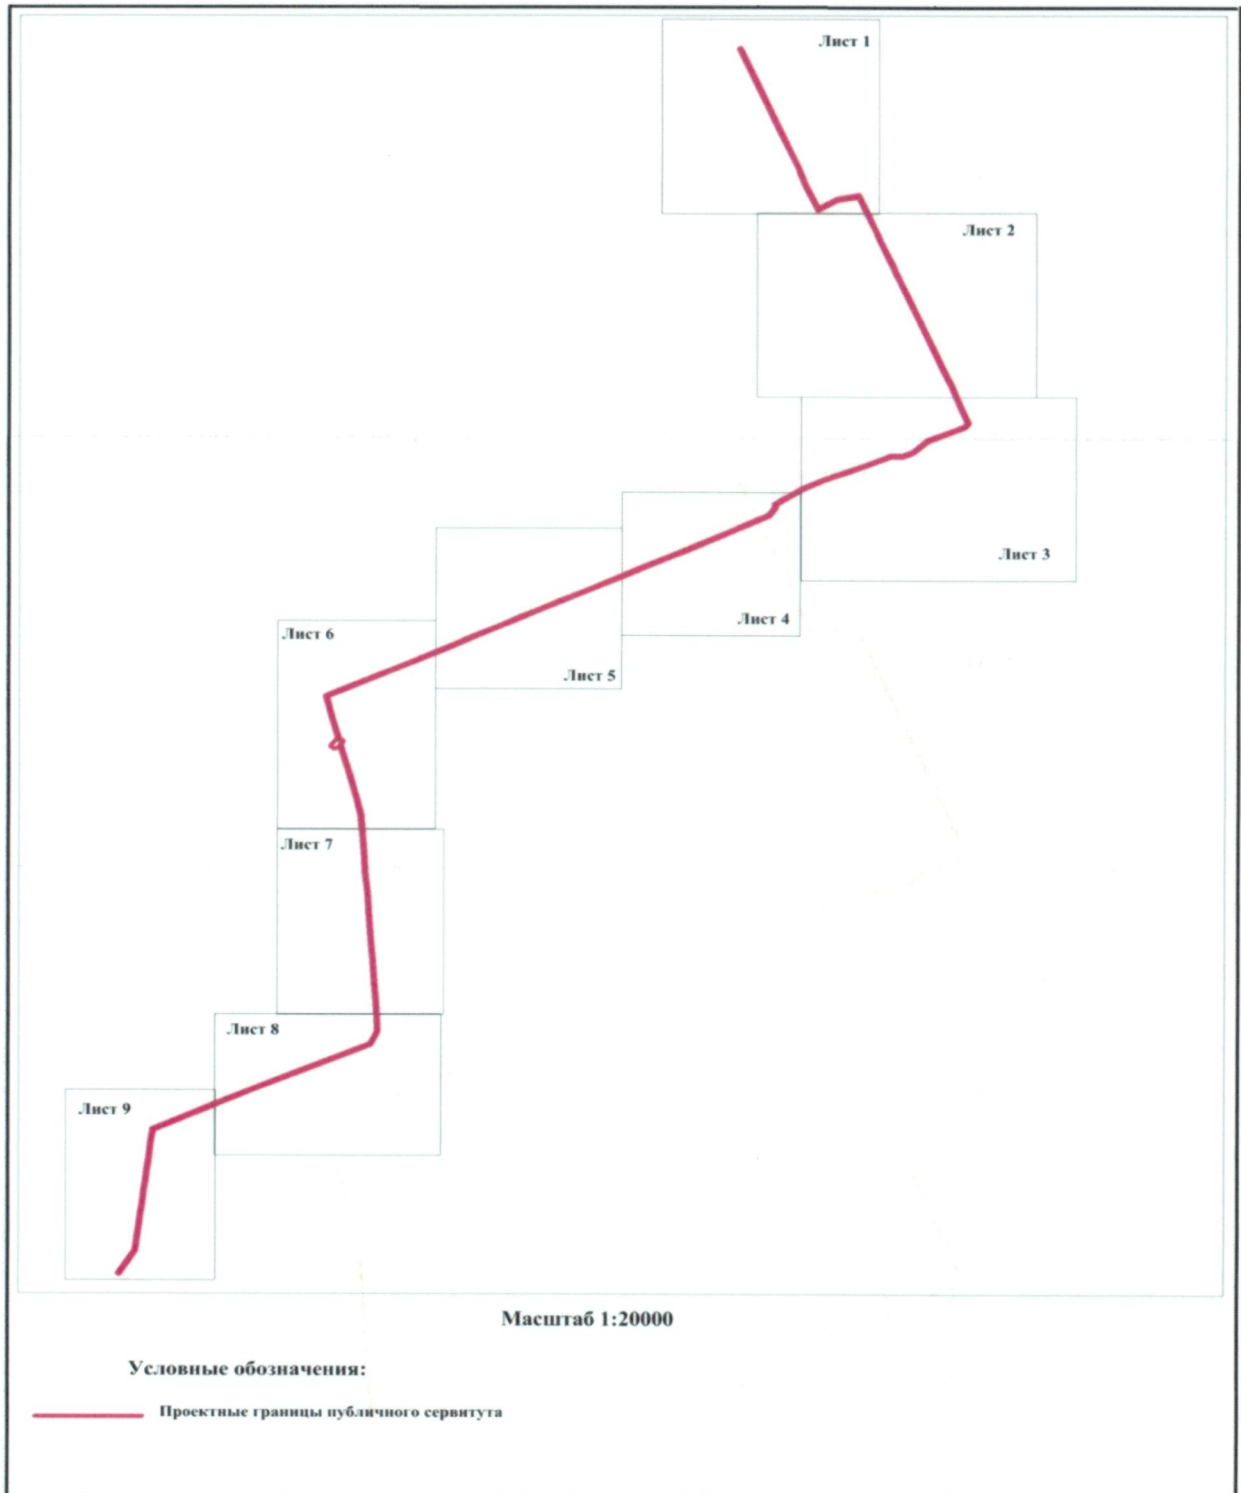 Лист 1
Лист 2
Лист 3
Лист 4
Лист 5
Лист 6
Лист 7
Лист 8
Лист 9
Масштаб 1:20000
Условные обозначения:
Проектные границы публичного сервитута